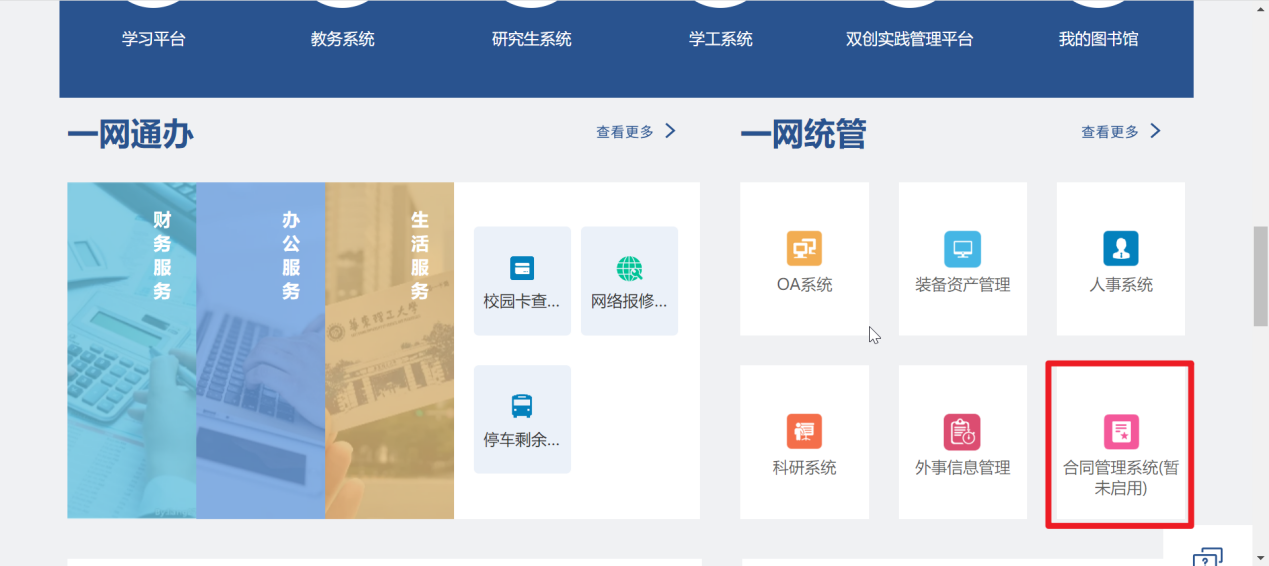 学习平台
教务系统
研究生系统
学工系统
双创实践管理平台
我的图书馆
一网通办
查看更多
一网统管
查看更多
财务服务
办公服务
生活服务
校园卡查...
网络报修...
停车剩余...
OA系统
装备资产管理
人事系统
科研系统
外事信息管理
合同管理系统(暂
未启用)
?